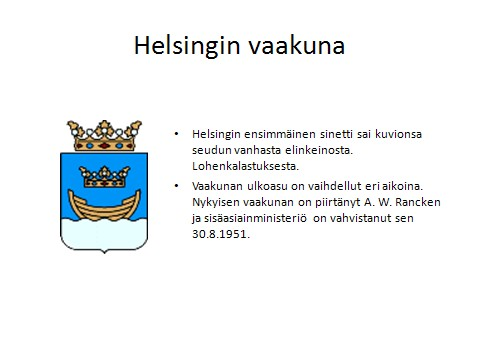 Helsingin vaakuna
• Helsingin ensimmäinen sinetti sai kuvionsa
seudun vanhasta elinkeinosta.
Lohenkalastuksesta.
• Vaakunan ulkoasu on vaihdellut eri aikoina.
Nykyisen vaakunan on piirtänyt A. W. Rancken
ja sisäasiainministeriö on vahvistanut sen
30.8.1951.